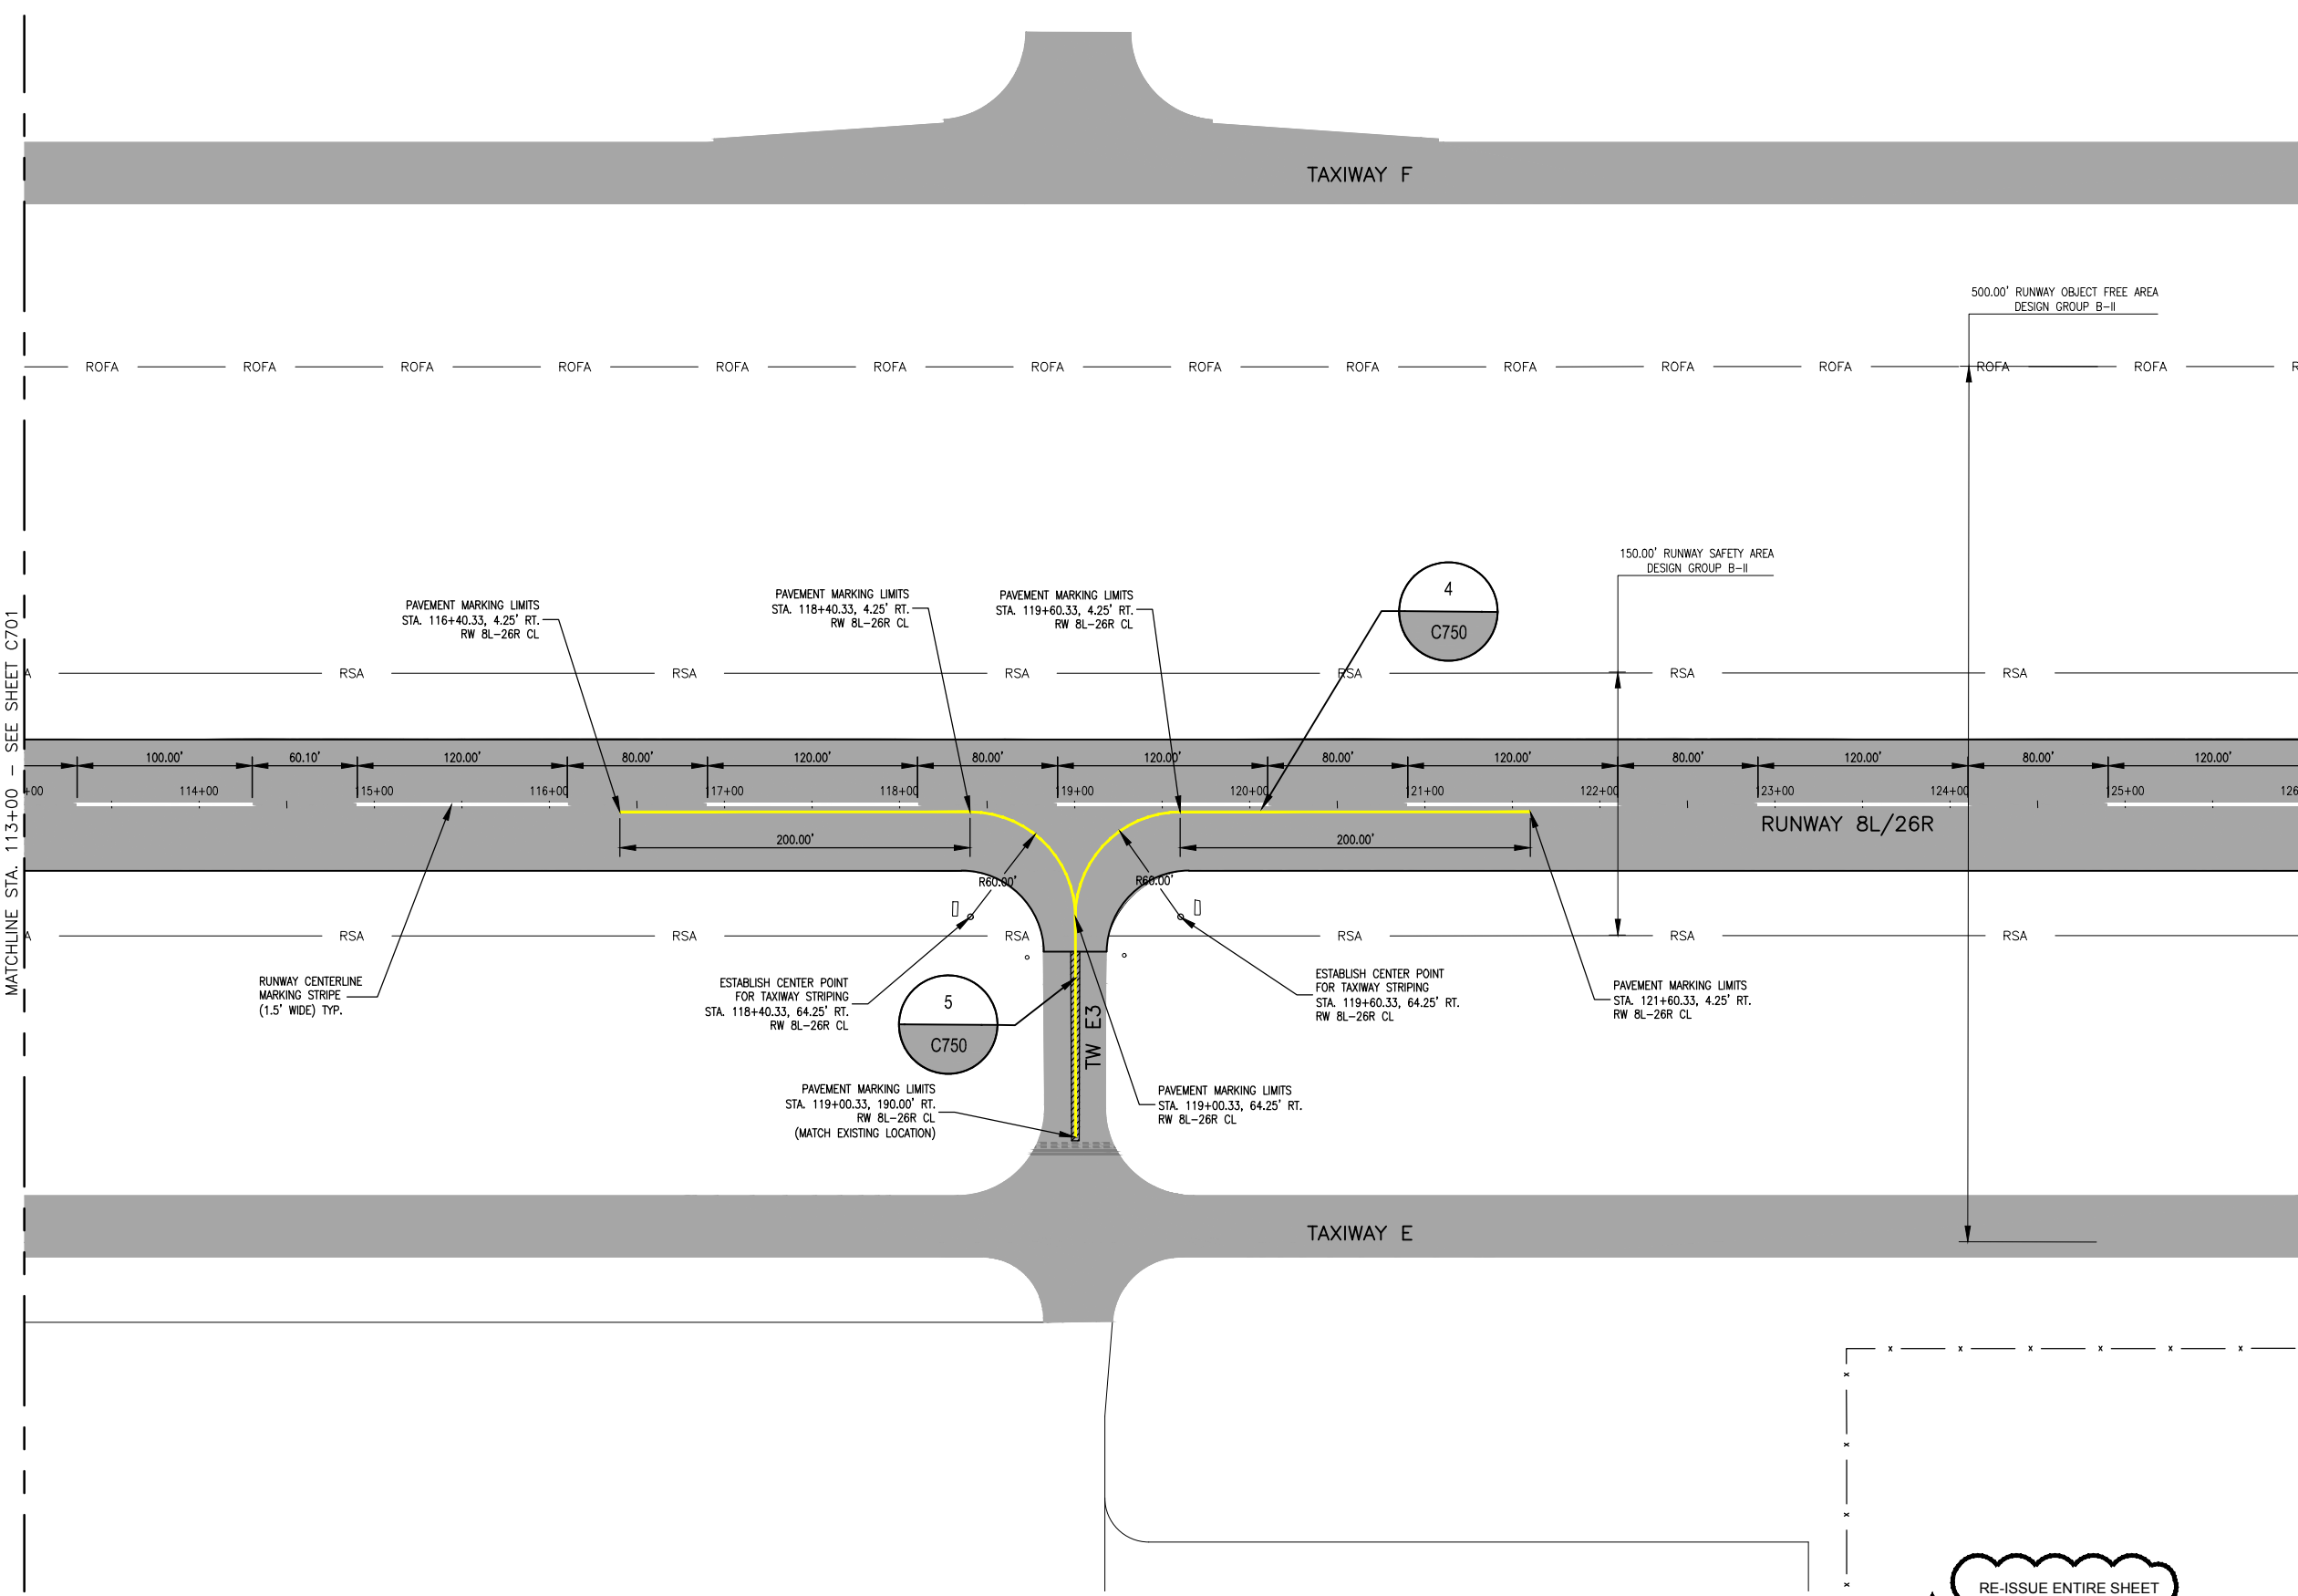 TAXIWAY F
500.00' RUNWAY OBJECT FREE AREA
DESIGN GROUP B-II
ROFA ROFA ROFA ROFA ROFA ROFA ROFA ROFA ROFA ROFA ROFA ROFA ROFA ROFA
150.00' RUNWAY SAFETY AREA
DESIGN GROUP B-II
4
C750
PAVEMENT MARKING LIMITS
STA. 116+40.33, 4.25' RT.
RW 8L-26R CL
PAVEMENT MARKING LIMITS
STA. 118+40.33, 4.25' RT.
RW 8L-26R CL
PAVEMENT MARKING LIMITS
STA. 119+60.33, 4.25' RT.
RW 8L-26R CL
MATCHLINE STA. 113+00 - SEE SHEET C701
RSA RSA RSA RSA RSA RSA
100.00' 60.10' 120.00' 80.00' 120.00' 80.00' 120.00' 80.00' 120.00' 80.00' 120.00' 80.00' 120.00'
+00 114+00 115+00 116+00 117+00 118+00 119+00 120+00 121+00 122+00 123+00 124+00 125+00 126
RUNWAY 8L/26R
200.00' 200.00'
R60.00' R60.00'
RSA RSA RSA RSA RSA RSA
RUNWAY CENTERLINE
MARKING STRIPE
(1.5' WIDE) TYP.
ESTABLISH CENTER POINT
FOR TAXIWAY STRIPING
STA. 118+40.33, 64.25' RT.
RW 8L-26R CL
5
C750
TW E3
ESTABLISH CENTER POINT
FOR TAXIWAY STRIPING
STA. 119+60.33, 64.25' RT.
RW 8L-26R CL
PAVEMENT MARKING LIMITS
STA. 121+60.33, 4.25' RT.
RW 8L-26R CL
PAVEMENT MARKING LIMITS
STA. 119+00.33, 190.00' RT.
RW 8L-26R CL
(MATCH EXISTING LOCATION)
PAVEMENT MARKING LIMITS
STA. 119+00.33, 64.25' RT.
RW 8L-26R CL
TAXIWAY E
RE-ISSUE ENTIRE SHEET